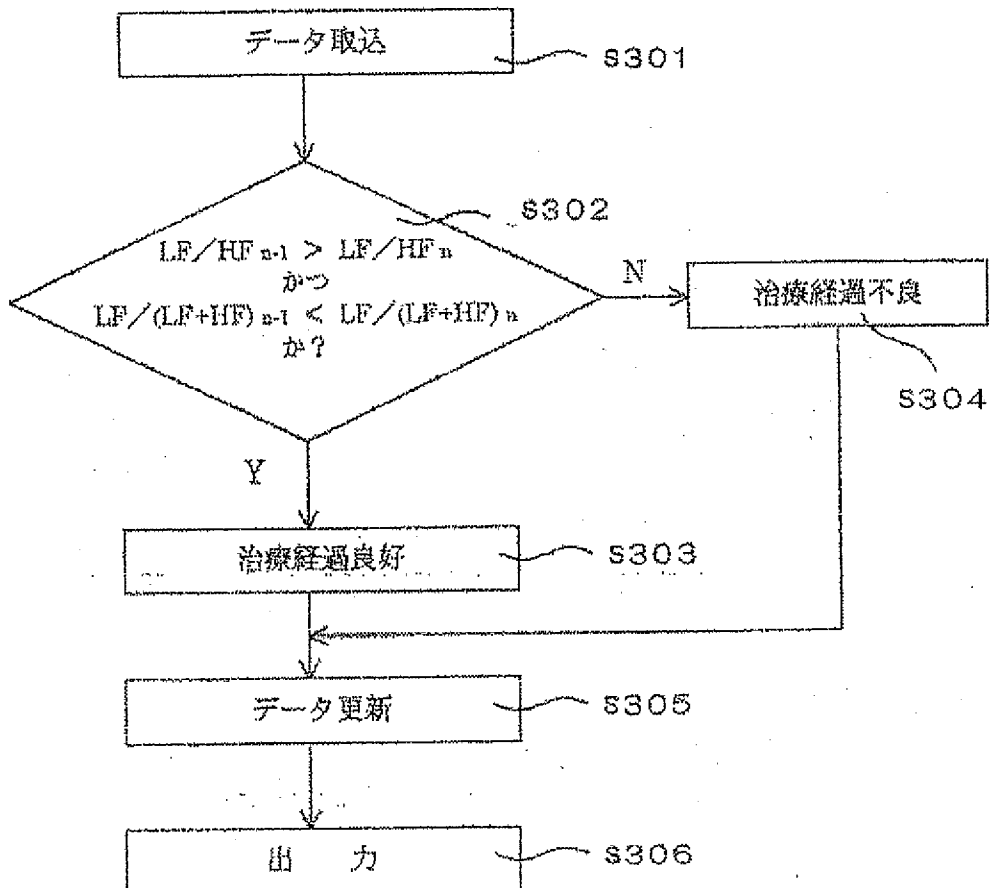 データ取込
S301
S302
LF/HF n-1 > LF/HF n
かつ
LF/(LF+HF) n-1 < LF/(LF+HF) n
か?
N
治療経過不良
S304
Y
治療経過良好
S303
データ更新
S305
出 力
S306